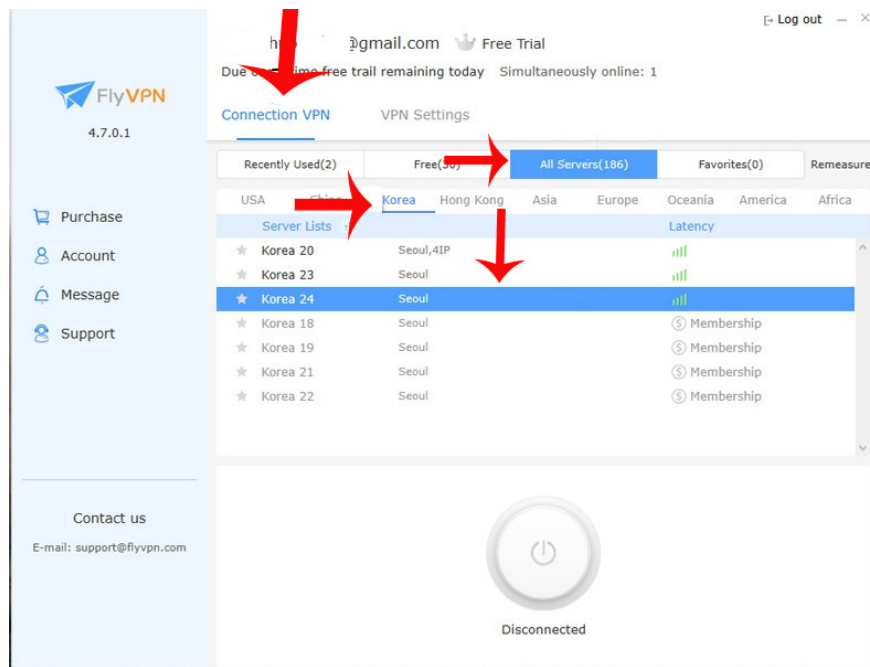 Log out
@gmail.com Free Trial
Due free trail remaining today Simultaneously online: 1
FlyVPN
4.7.0.1
Connection VPN VPN Settings
Recently Used(2) Free All Servers(186) Favorites(0) Remeasure
USA China Korea Hong Kong Asia Europe Oceania America Africa
Server Lists Latency
Korea 20 Seoul,4IP
Korea 23 Seoul
Korea 24 Seoul
Korea 18 Seoul Membership
Korea 19 Seoul Membership
Korea 21 Seoul Membership
Korea 22 Seoul Membership
Purchase
Account
Message
Support
Contact us
E-mail: support@flyvpn.com
Disconnected